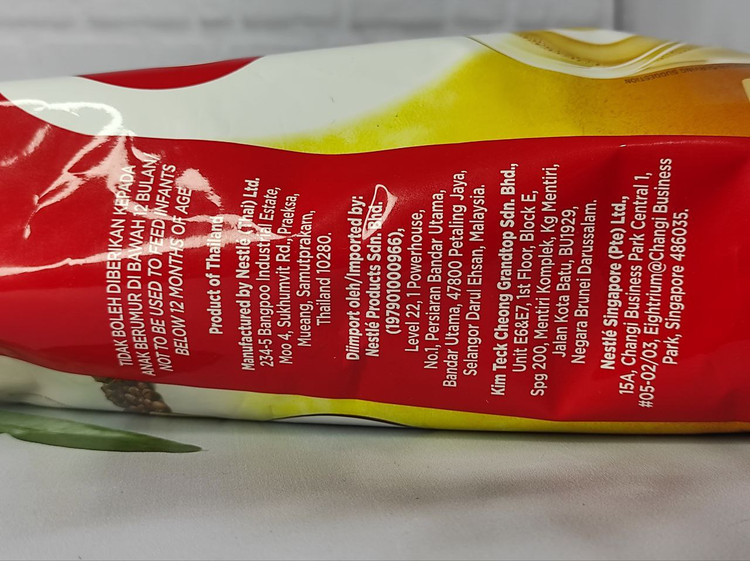 TIDAK BOLEH DIBERIKAN KEPADA
ANAK BERUMUR DI BAWAH 12 BULAN/
NOT TO BE USED TO FEED INFANTS
BELOW 12 MONTHS OF AGE
Product of Thailand
Manufactured by Nestlé (Thai) Ltd.
234-5 Bangpoo Industrial Estate,
Moo 4, Sukhumvit Rd., Praeksa,
Mueang, Samutprakarn,
Thailand 10280.
Diimport oleh/Imported by:
Nestlé Products Sdn. Bhd.
(197901000966),
Level 22, 1 Powerhouse,
No.1, Persiaran Bandar Utama,
Bandar Utama, 47800 Petaling Jaya,
Selangor Darul Ehsan, Malaysia.
Kim Teck Cheong Grandtop Sdn. Bhd.,
Unit E6&E7, 1st Floor, Block E,
Spg 200, Mentiri Komplek, Kg Mentiri,
Jalan Kota Batu, BU1929,
Negara Brunei Darussalam.
Nestlé Singapore (Pte) Ltd.,
15A, Changi Business Park Central 1,
#05-02/03, Eightrium@Changi Business
Park, Singapore 486035.
SUGGESTION